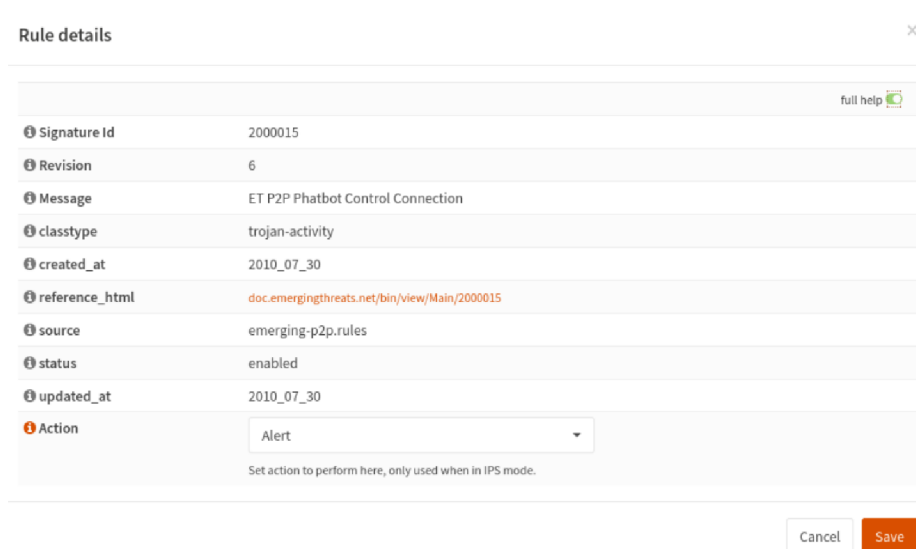 Rule details
×
full help
Signature Id 2000015
Revision 6
Message ET P2P Phatbot Control Connection
classtype trojan-activity
created_at 2010_07_30
reference_html doc.emergingthreats.net/bin/view/Main/2000015
source emerging-p2p.rules
status enabled
updated_at 2010_07_30
Action Alert
Set action to perform here, only used when in IPS mode.
Cancel Save